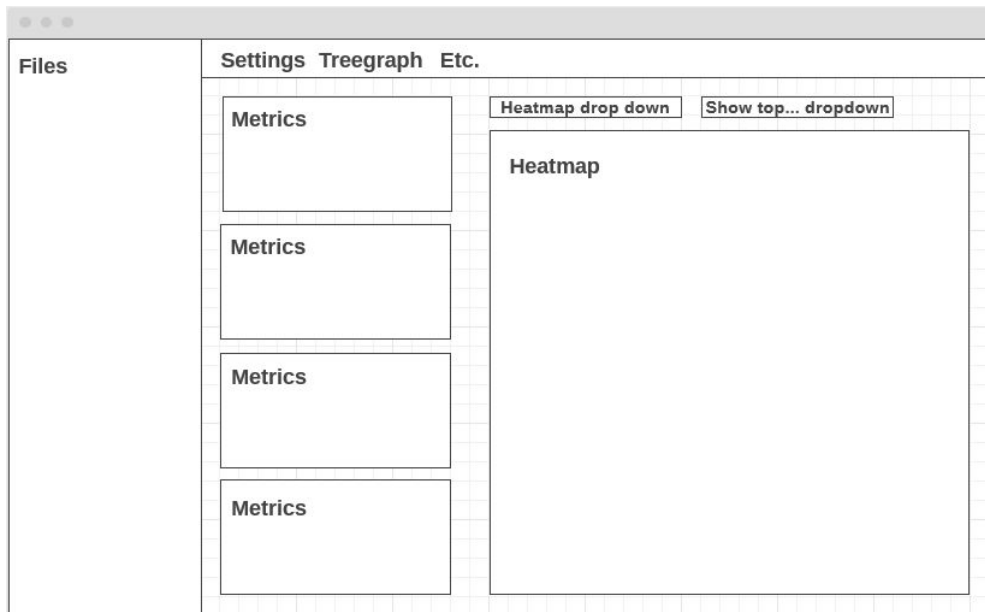 Files
Settings Treegraph Etc.
Metrics
Metrics
Metrics
Metrics
Heatmap drop down
Show top... dropdown
Heatmap